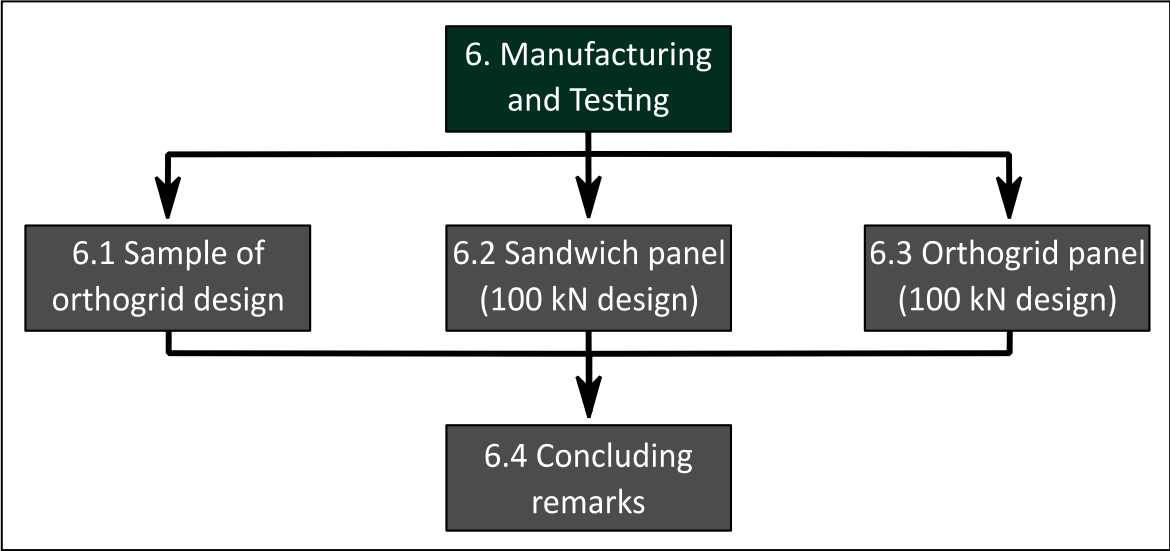 6. Manufacturing
and Testing
6.1 Sample of
orthogrid design
6.2 Sandwich panel
(100 kN design)
6.3 Orthogrid panel
(100 kN design)
6.4 Concluding
remarks